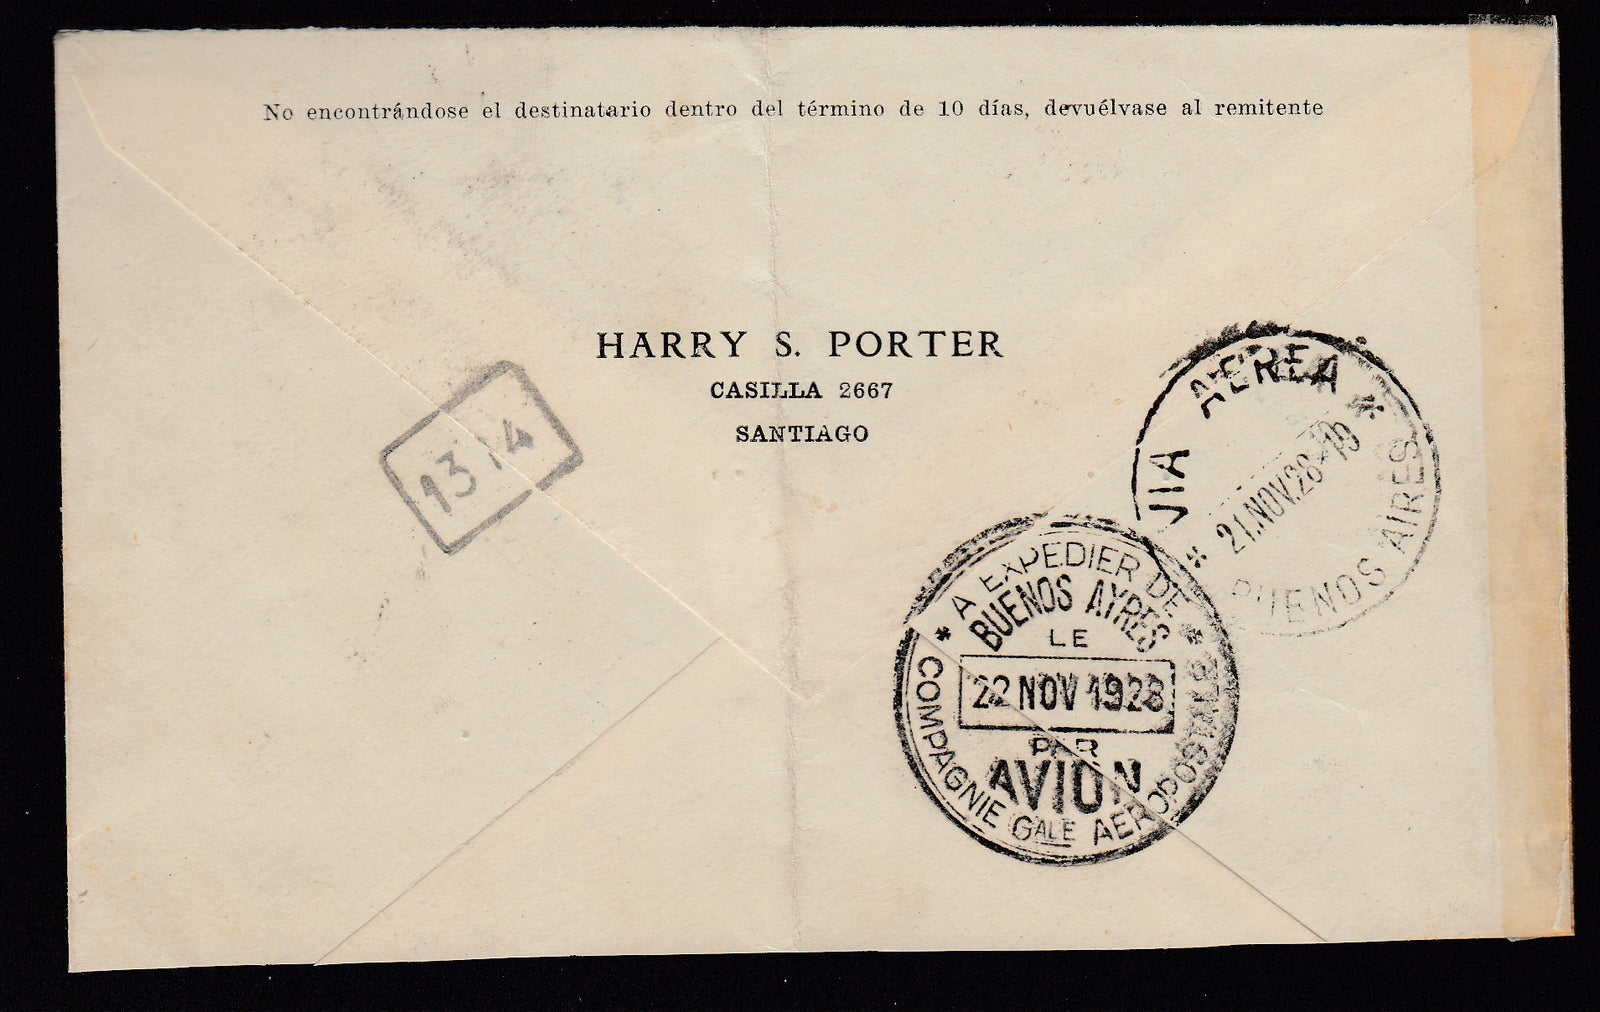 No encontrándose el destinatario dentro del término de 10 días, devuélvase al remitente
HARRY S. PORTER
CASILLA 2667
SANTIAGO
VIA AEREA *
* 21.NOV.28*19
BUENOS AIRES
* A EXPEDIER DE *
BUENOS AYRES
LE
22 NOV 1928
PAR
AVION
COMPAGNIE GALE AEROPOSTALE